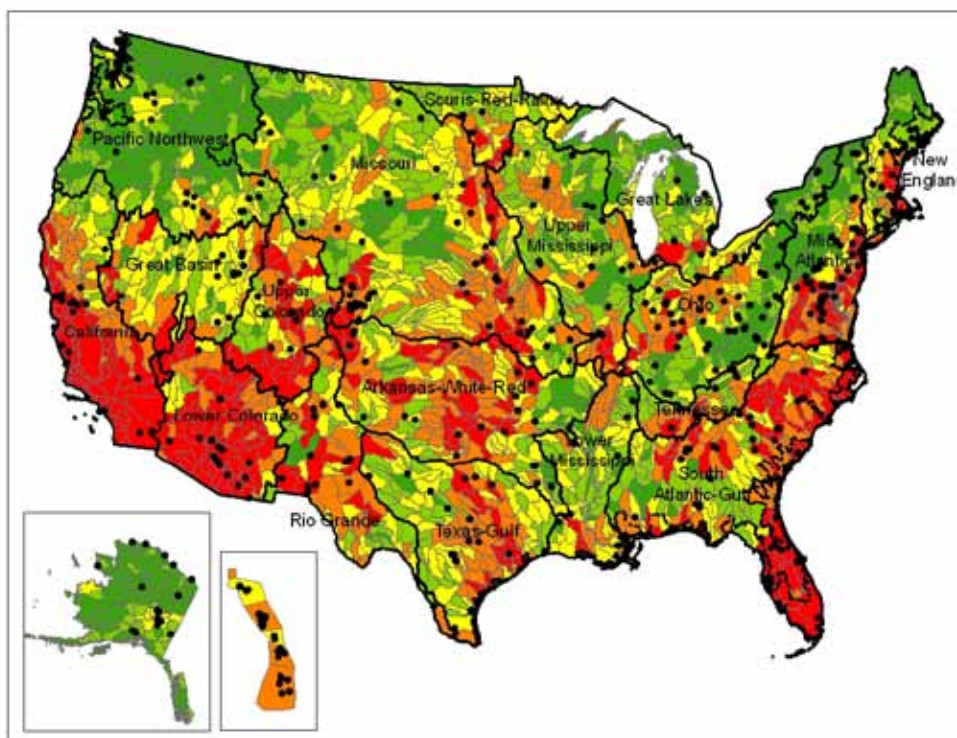 Souris-Red-Rainy
Pacific Northwest
Missouri
New
England
Great Lakes
Upper
Mississippi
Mid
Atlantic
Great Basin
Upper
Colorado
Ohio
California
Arkansas-White-Red
Lower Colorado
Tennessee
Lower
Mississippi
South
Atlantic-Gulf
Rio Grande
Texas-Gulf